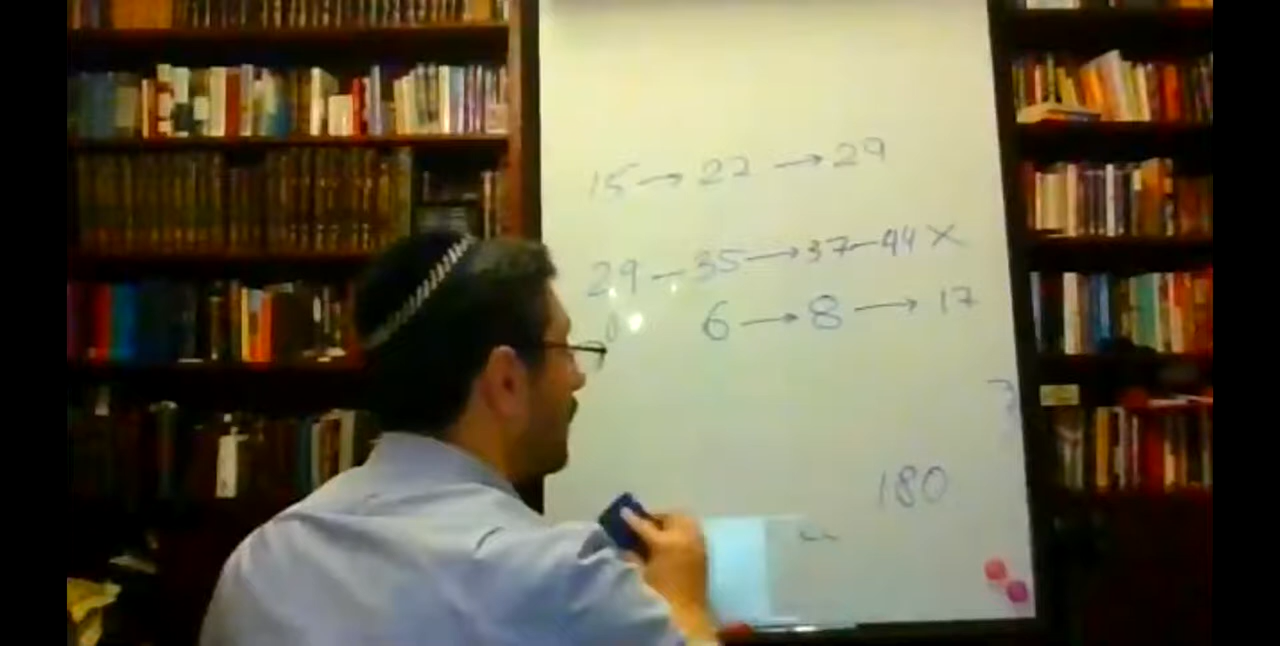 15 → 22 → 29
29 — 35 → 37 — 44 X
6 → 8 → 17
180